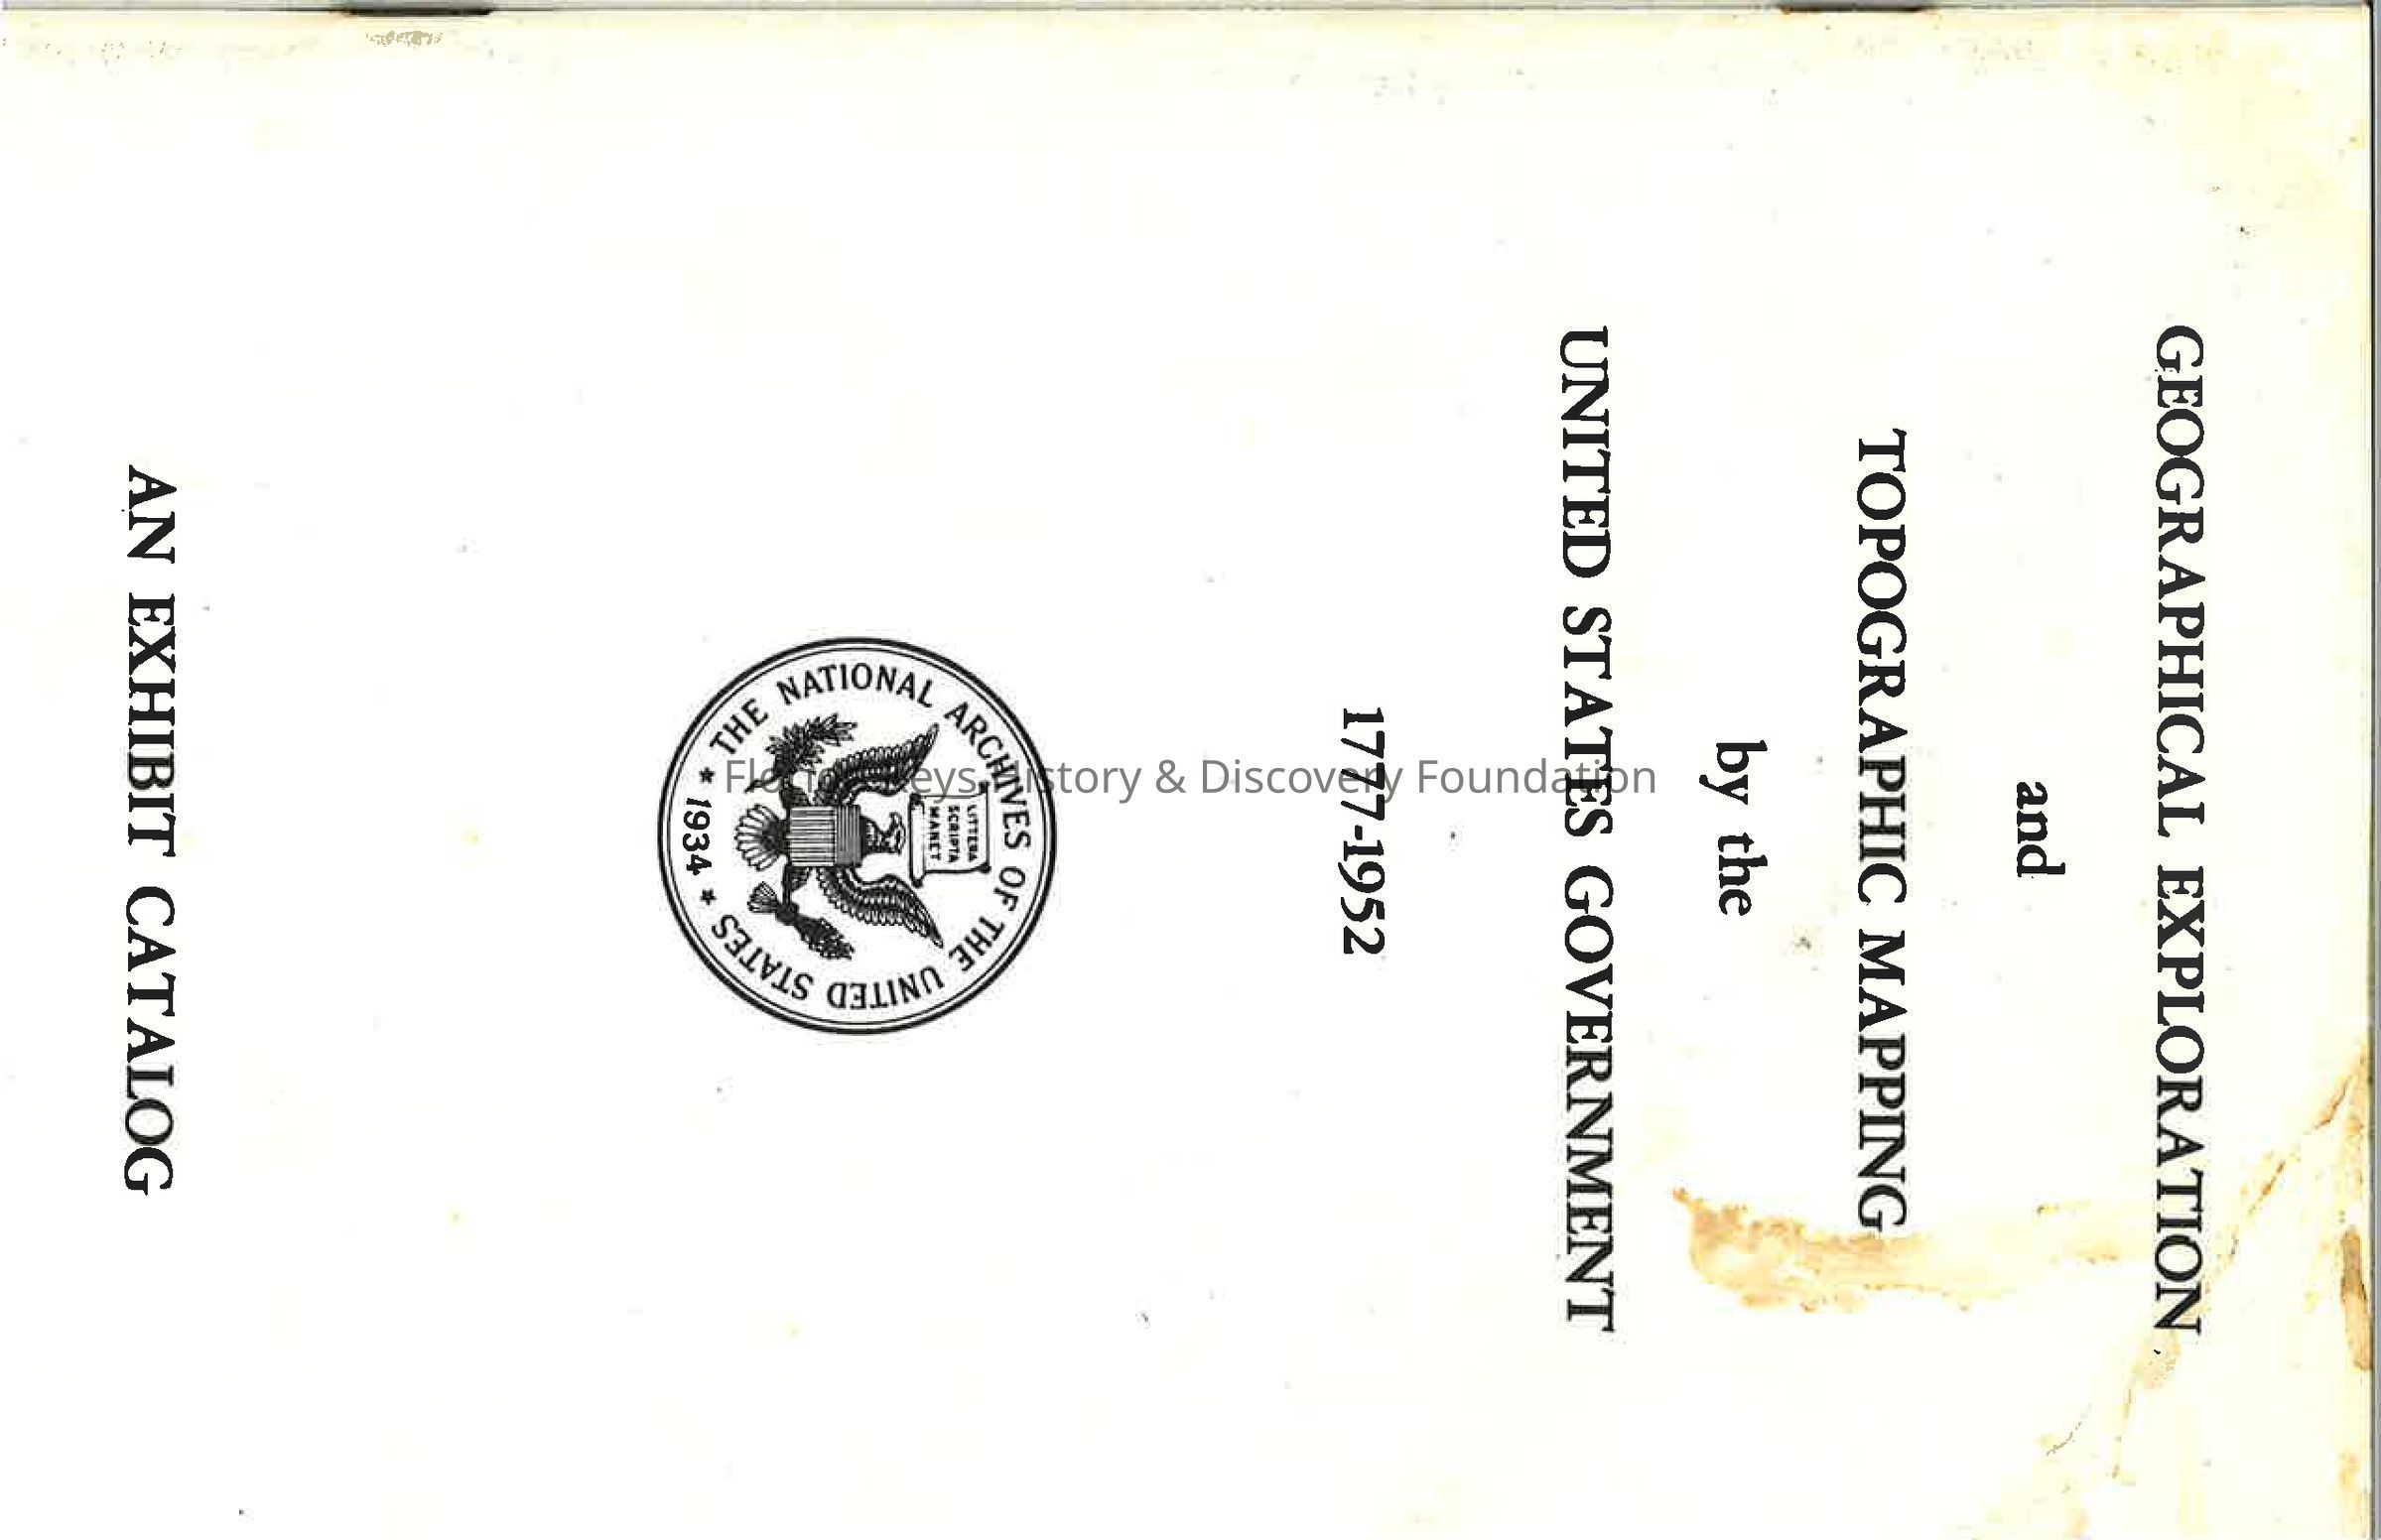 GEOGRAPHICAL EXPLORATION
and
TOPOGRAPHIC MAPPING
by the
UNITED STATES GOVERNMENT
1777-1952
THE NATIONAL ARCHIVES OF THE UNITED STATES
★ 1934 ★
LITTERA
SCRIPTA
MANET
AN EXHIBIT CATALOG
Florida Keys History & Discovery Foundation